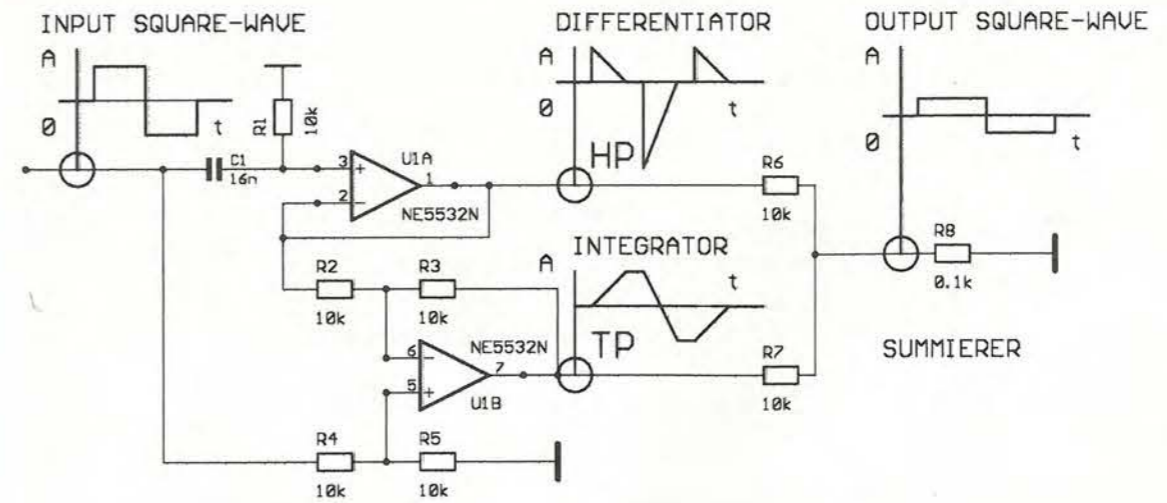 INPUT SQUARE-WAVE
DIFFERENTIATOR
OUTPUT SQUARE-WAVE
A
0
t
R1
10k
C1
16n
3
+
2
-
1
U1A
NE5532N
A
0
t
HP
R6
10k
A
0
t
R8
0.1k
R2
10k
R3
10k
INTEGRATOR
A
t
TP
NE5532N
6
-
5
+
7
U1B
R7
10k
SUMMIERER
R4
10k
R5
10k